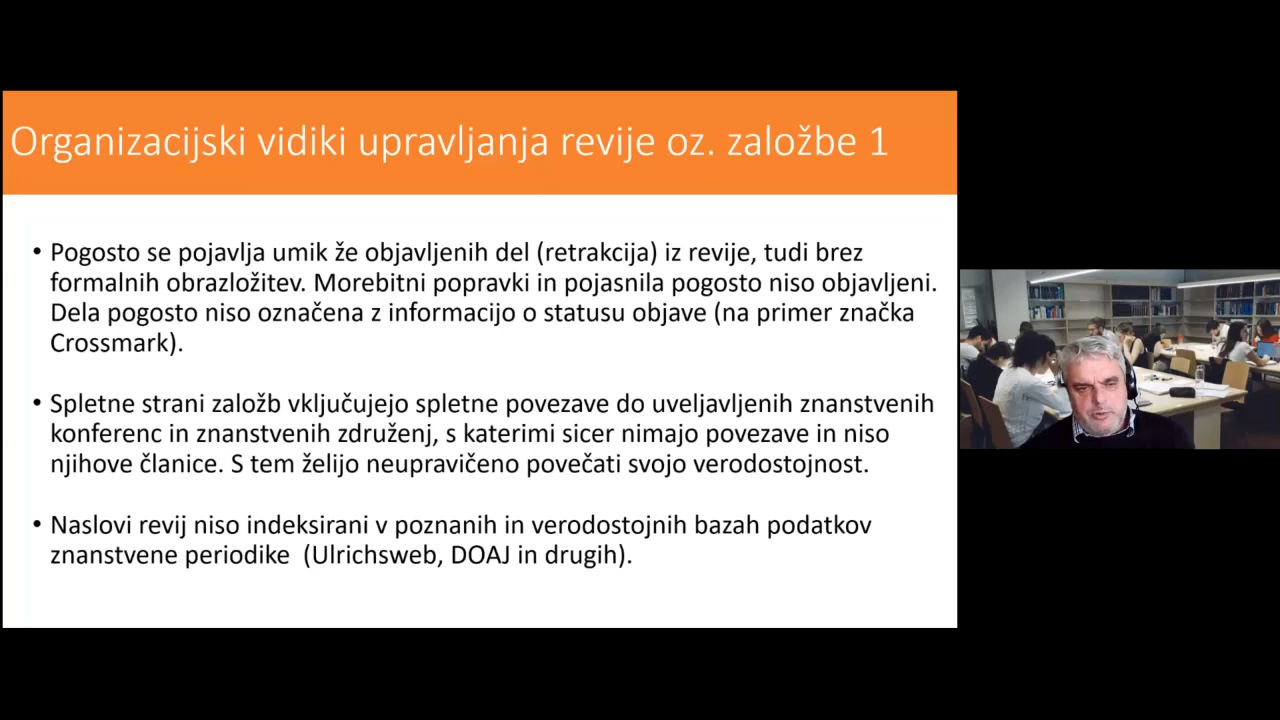 Organizacijski vidiki upravljanja revije oz. založbe 1
• Pogosto se pojavlja umik že objavljenih del (retrakcija) iz revije, tudi brez
formalnih obrazložitev. Morebitni popravki in pojasnila pogosto niso objavljeni.
Dela pogosto niso označena z informacijo o statusu objave (na primer značka
Crossmark).
• Spletne strani založb vključujejo spletne povezave do uveljavljenih znanstvenih
konferenc in znanstvenih združenj, s katerimi sicer nimajo povezave in niso
njihove članice. S tem želijo neupravičeno povečati svojo verodostojnost.
• Naslovi revij niso indeksirani v poznanih in verodostojnih bazah podatkov
znanstvene periodike  (Ulrichsweb, DOAJ in drugih).